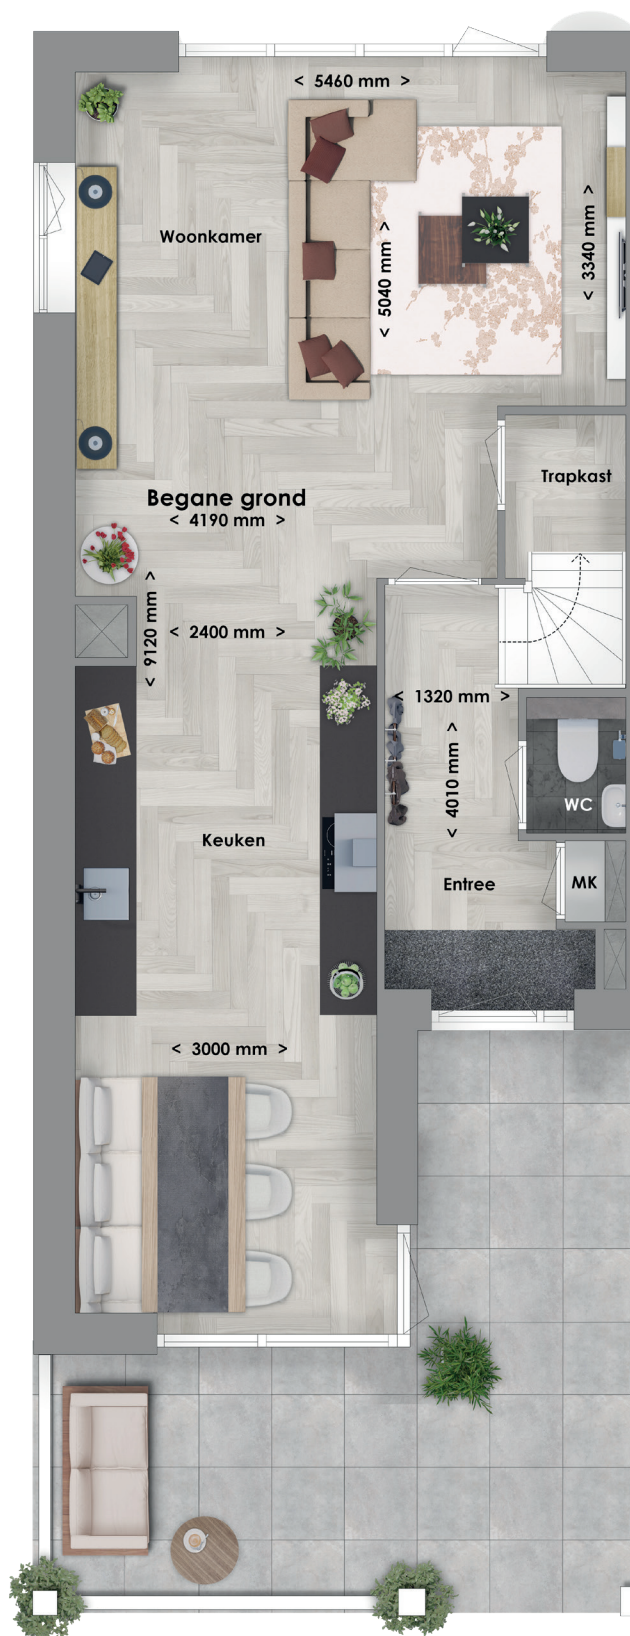 < 5460 mm >
Woonkamer
< 5040 mm >
< 3340 mm >
Trapkast
Begane grond
< 4190 mm >
< 9120 mm >
< 2400 mm >
< 1320 mm >
< 4010 mm >
WC
Keuken
Entree
MK
< 3000 mm >